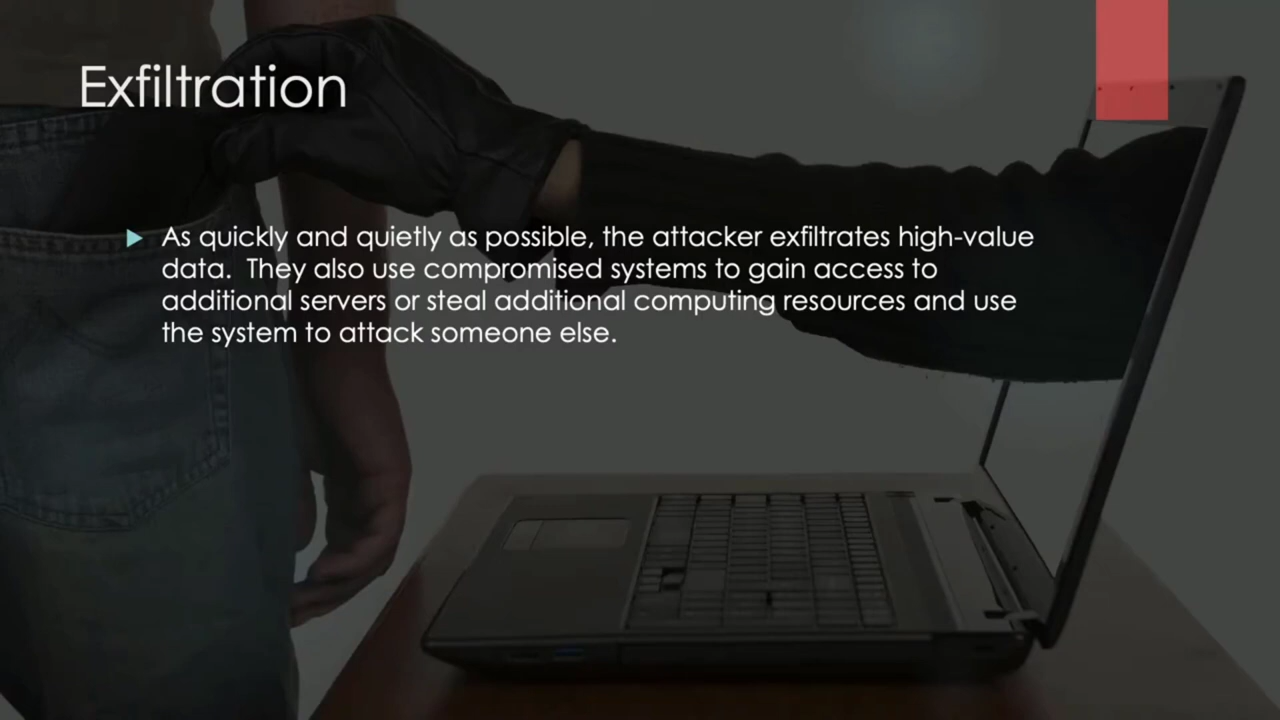 Exfiltration
As quickly and quietly as possible, the attacker exfiltrates high-value
data.  They also use compromised systems to gain access to
additional servers or steal additional computing resources and use
the system to attack someone else.